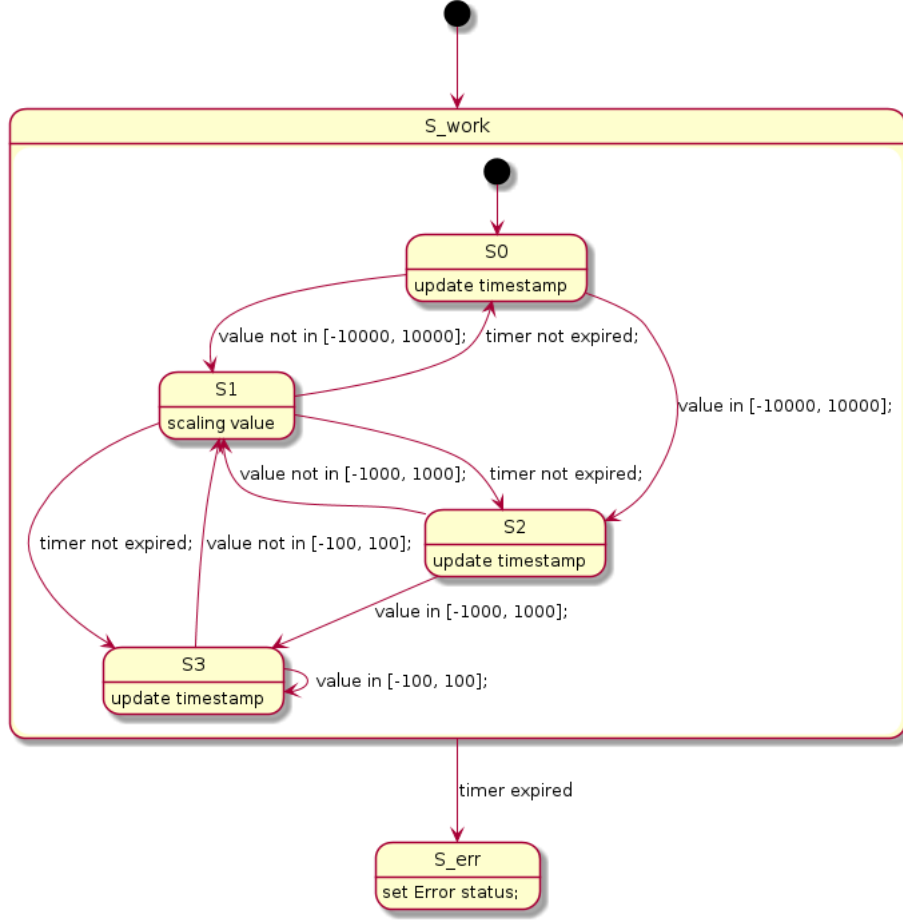 S_work
S0
update timestamp
value not in [-10000, 10000];
timer not expired;
S1
scaling value
value in [-10000, 10000];
value not in [-1000, 1000];
timer not expired;
S2
update timestamp
timer not expired;
value not in [-100, 100];
value in [-1000, 1000];
S3
update timestamp
value in [-100, 100];
timer expired
S_err
set Error status;